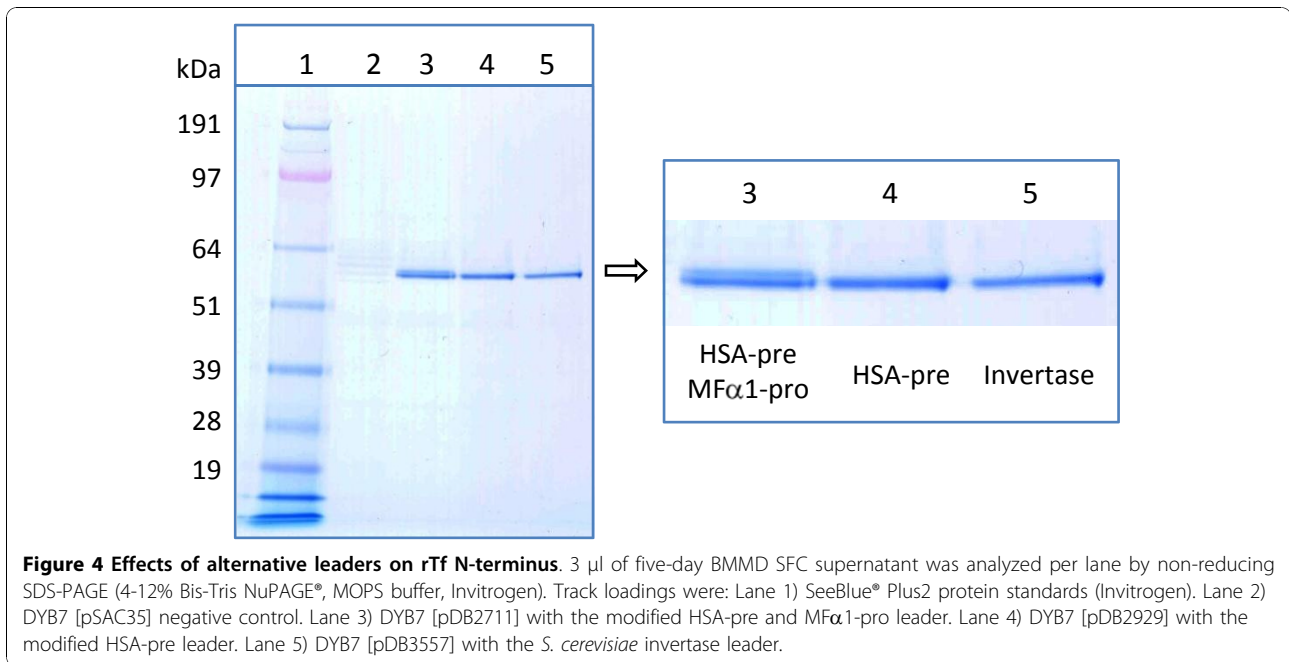 kDa
1 2 3 4 5
191
97
64
51
39
28
19
3 4 5
HSA-pre
MFα1-pro
HSA-pre
Invertase
Figure 4 Effects of alternative leaders on rTf N-terminus. 3 μl of five-day BMMD SFC supernatant was analyzed per lane by non-reducing
SDS-PAGE (4-12% Bis-Tris NuPAGE®, MOPS buffer, Invitrogen). Track loadings were: Lane 1) SeeBlue® Plus2 protein standards (Invitrogen). Lane 2)
DYB7 [pSAC35] negative control. Lane 3) DYB7 [pDB2711] with the modified HSA-pre and MFα1-pro leader. Lane 4) DYB7 [pDB2929] with the
modified HSA-pre leader. Lane 5) DYB7 [pDB3557] with the S. cerevisiae invertase leader.